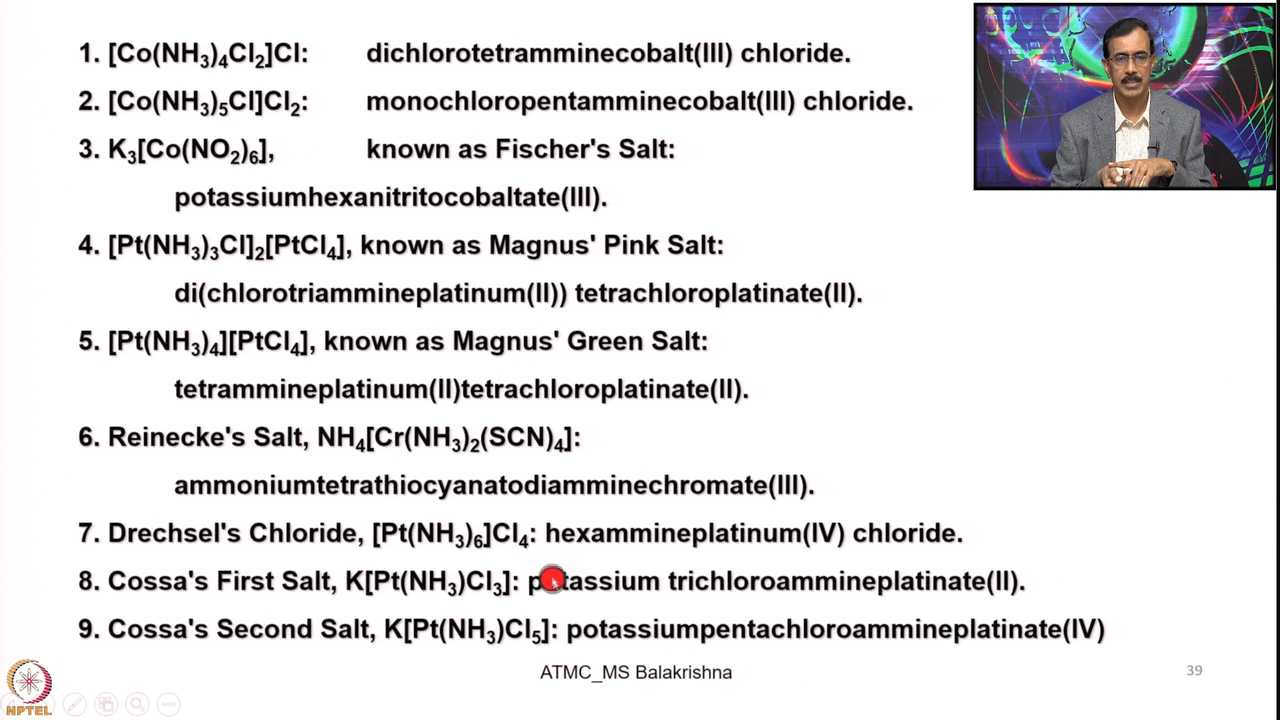 1. [Co(NH₃)₄Cl₂]Cl: dichlorotetramminecobalt(III) chloride.
2. [Co(NH₃)₅Cl]Cl₂: monochloropentamminecobalt(III) chloride.
3. K₃[Co(NO₂)₆], known as Fischer's Salt:
potassiumhexanitritocobaltate(III).
4. [Pt(NH₃)₃Cl]₂[PtCl₄], known as Magnus' Pink Salt:
di(chlorotriammineplatinum(II)) tetrachloroplatinate(II).
5. [Pt(NH₃)₄][PtCl₄], known as Magnus' Green Salt:
tetrammineplatinum(II)tetrachloroplatinate(II).
6. Reinecke's Salt, NH₄[Cr(NH₃)₂(SCN)₄]:
ammoniumtetrathiocyanatodiamminechromate(III).
7. Drechsel's Chloride, [Pt(NH₃)₆]Cl₄: hexammineplatinum(IV) chloride.
8. Cossa's First Salt, K[Pt(NH₃)Cl₃]: potassium trichloroammineplatinate(II).
9. Cossa's Second Salt, K[Pt(NH₃)Cl₅]: potassiumpentachloroammineplatinate(IV)
ATMC_MS Balakrishna
39
NPTEL